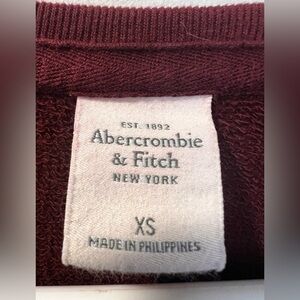 EST. 1892
Abercrombie
& Fitch
NEW YORK
XS
MADE IN PHILIPPINES